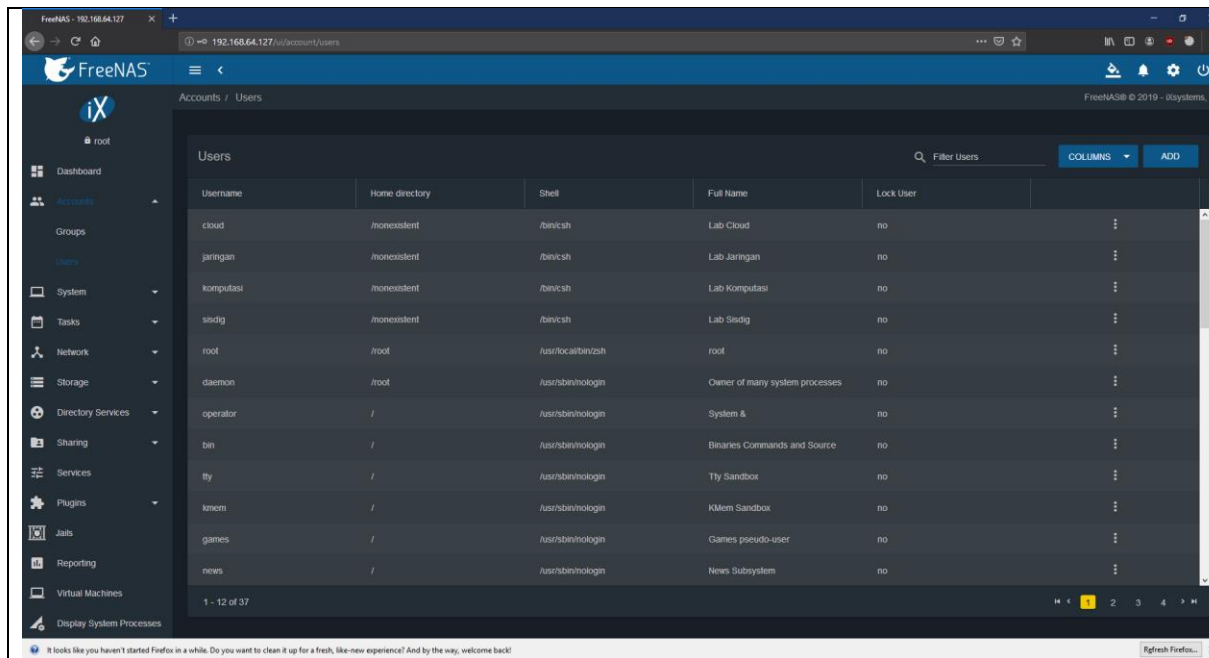 FreeNAS - 192.168.64.127
192.168.64.127/ui/account/users
FreeNAS
Accounts / Users
FreeNAS® © 2019 - iXsystems,
iX
root
Dashboard
Accounts
Groups
Users
System
Tasks
Network
Storage
Directory Services
Sharing
Services
Plugins
Jails
Reporting
Virtual Machines
Display System Processes
Users
Filter Users
COLUMNS
ADD
Username Home directory Shell Full Name Lock User
cloud /nonexistent /bin/csh Lab Cloud no
jaringan /nonexistent /bin/csh Lab Jaringan no
komputasi /nonexistent /bin/csh Lab Komputasi no
sisdig /nonexistent /bin/csh Lab Sisdig no
root /root /usr/local/bin/zsh root no
daemon /root /usr/sbin/nologin Owner of many system processes no
operator / /usr/sbin/nologin System & no
bin / /usr/sbin/nologin Binaries Commands and Source no
tty / /usr/sbin/nologin Tty Sandbox no
kmem / /usr/sbin/nologin KMem Sandbox no
games / /usr/sbin/nologin Games pseudo-user no
news / /usr/sbin/nologin News Subsystem no
1 - 12 of 37
1 2 3 4
It looks like you haven't started Firefox in a while. Do you want to clean it up for a fresh, like-new experience? And by the way, welcome back!
Refresh Firefox...